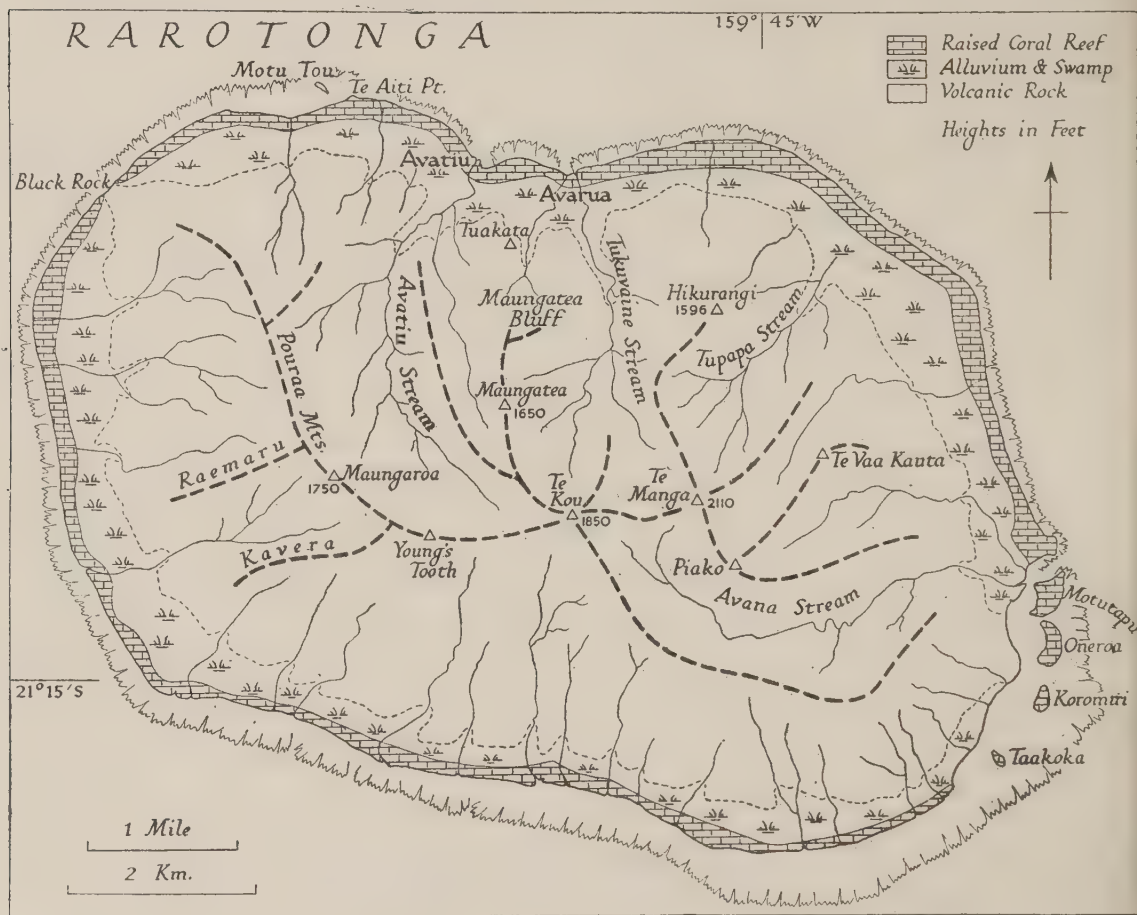 RAROTONGA
159° 45'W
Raised Coral Reef
Alluvium & Swamp
Volcanic Rock
Heights in Feet
Motu Tou
Te Aiti Pt.
Avatiu
Black Rock
Avarua
Tuakata
Maungatea
Bluff
Hikurangi
1596
Tukuvaine Stream
Tupapa Stream
Avatiu Stream
Pouraa Mts.
Maungatea
1650
Raemaru
Maungaroa
1750
Te
Kou
1850
Te
Manga
2110
Te Vaa Kauta
Kavera
Young's
Tooth
Piako
Avana Stream
Motutapu
Oneroa
21°15'S
Koromiri
Taakoka
1 Mile
2 Km.